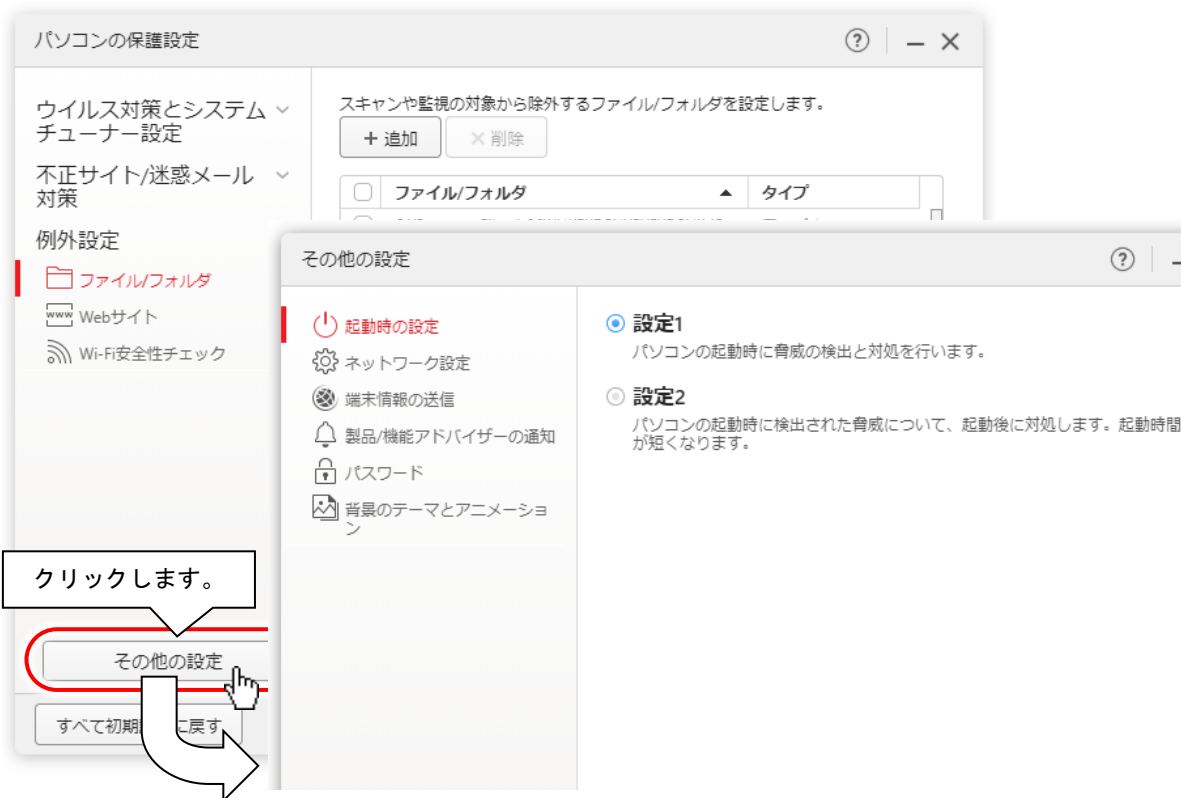 パソコンの保護設定
ウイルス対策とシステム
チューナー設定
不正サイト/迷惑メール
対策
例外設定
ファイル/フォルダ
www Webサイト
Wi-Fi安全性チェック
スキャンや監視の対象から除外するファイル/フォルダを設定します。
+ 追加
×削除
ファイル/フォルダ
タイプ
クリックします。
その他の設定
すべて初期
に戻す
その他の設定
起動時の設定
ネットワーク設定
端末情報の送信
製品/機能アドバイザーの通知
パスワード
背景のテーマとアニメーショ
ン
設定1
パソコンの起動時に脅威の検出と対処を行います。
設定2
パソコンの起動時に検出された脅威について、起動後に対処します。起動時間
が短くなります。